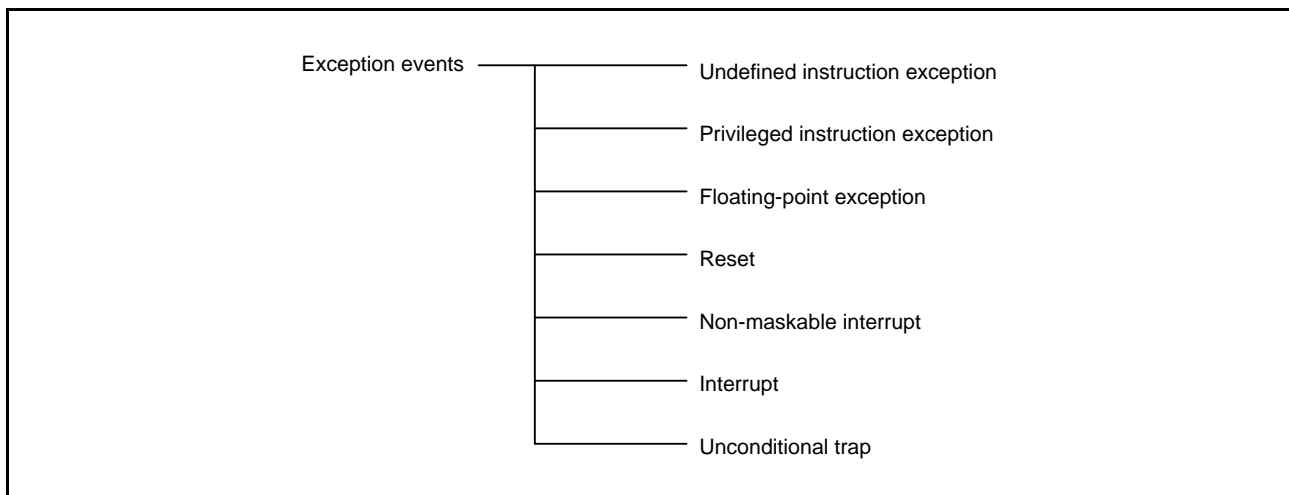 Exception events
Undefined instruction exception
Privileged instruction exception
Floating-point exception
Reset
Non-maskable interrupt
Interrupt
Unconditional trap